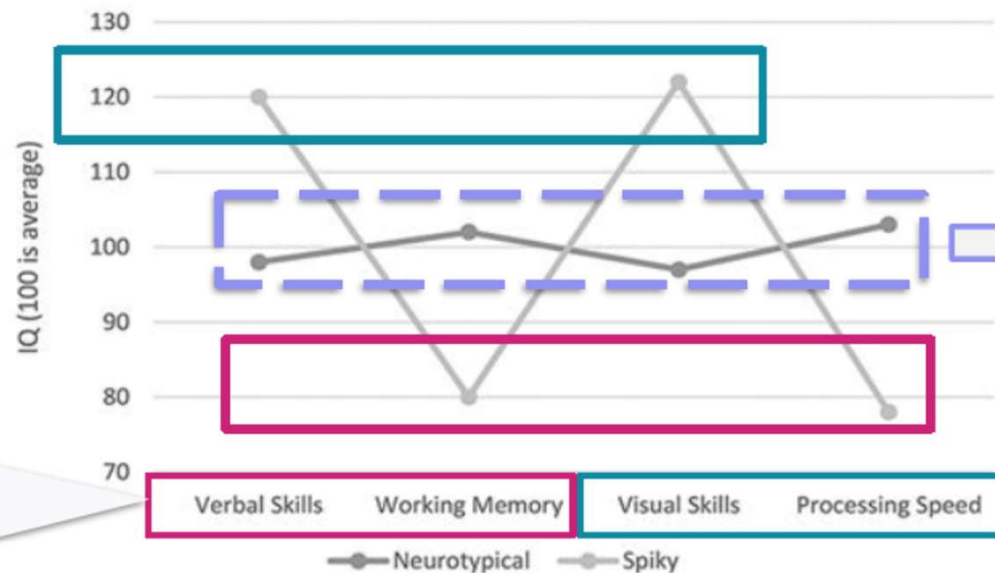 130
120
110
100
90
80
70
IQ (100 is average)
Verbal Skills Working Memory Visual Skills Processing Speed
Neurotypical Spiky